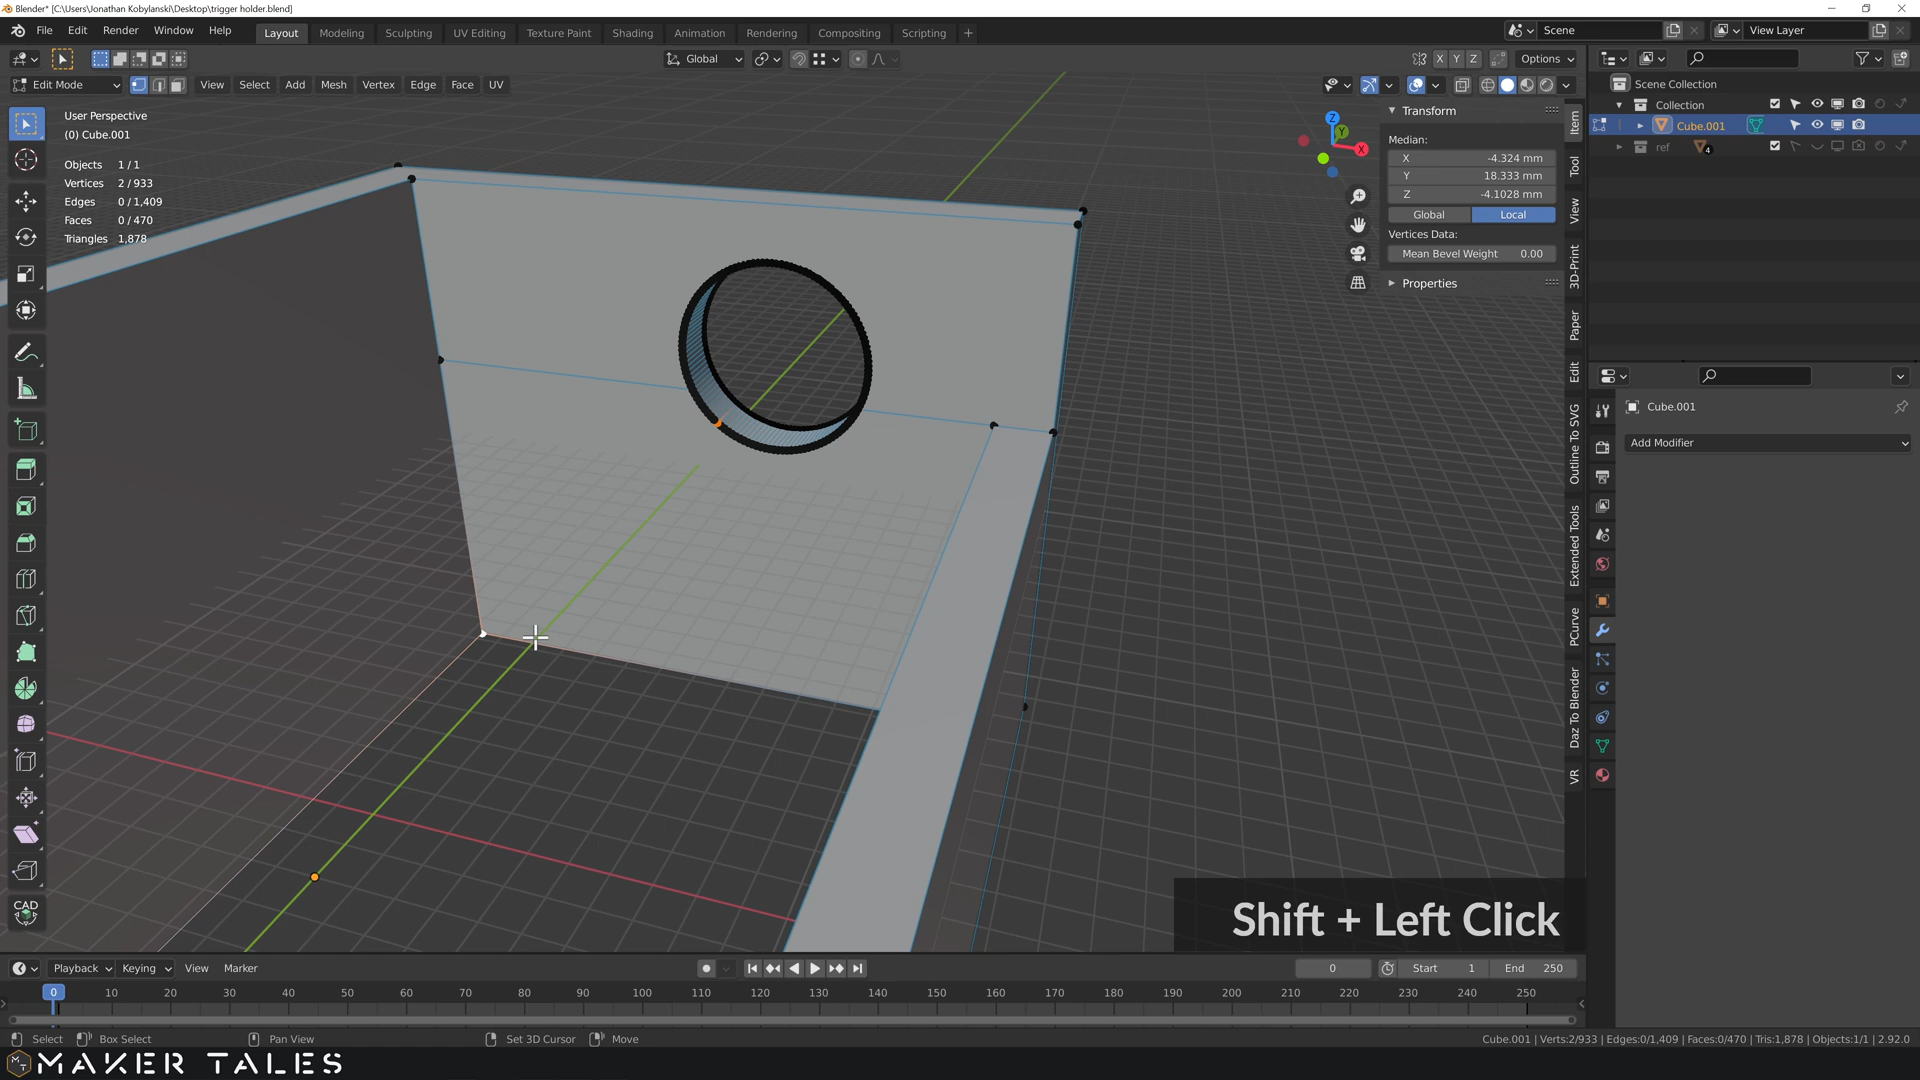 Blender* [C:\Users\Jonathan Kobylanski\Desktop\trigger holder.blend]
File Edit Render Window Help
Layout Modeling Sculpting UV Editing Texture Paint Shading Animation Rendering Compositing Scripting +
Scene
View Layer
Global
X Y Z
Options
Edit Mode
View Select Add Mesh Vertex Edge Face UV
User Perspective
(0) Cube.001
Objects 1 / 1
Vertices 2 / 933
Edges 0 / 1,409
Faces 0 / 470
Triangles 1,878
Z
Y
X
Transform
Median:
X -4.324 mm
Y 18.333 mm
Z -4.1028 mm
Global Local
Vertices Data:
Mean Bevel Weight 0.00
Properties
Item
Tool
View
3D-Print
Paper
Edit
Outline To SVG
Extended Tools
PCurve
Daz To Blender
VR
Scene Collection
Collection
Cube.001
ref
4
Cube.001
Add Modifier
CAD
Shift + Left Click
Playback Keying View Marker
0
Start 1
End 250
0 10 20 30 40 50 60 70 80 90 100 110 120 130 140 150 160 170 180 190 200 210 220 230 240 250
Select Box Select Pan View Set 3D Cursor Move
Cube.001 | Verts:2/933 | Edges:0/1,409 | Faces:0/470 | Tris:1,878 | Objects:1/1 | 2.92.0
MAKER TALES